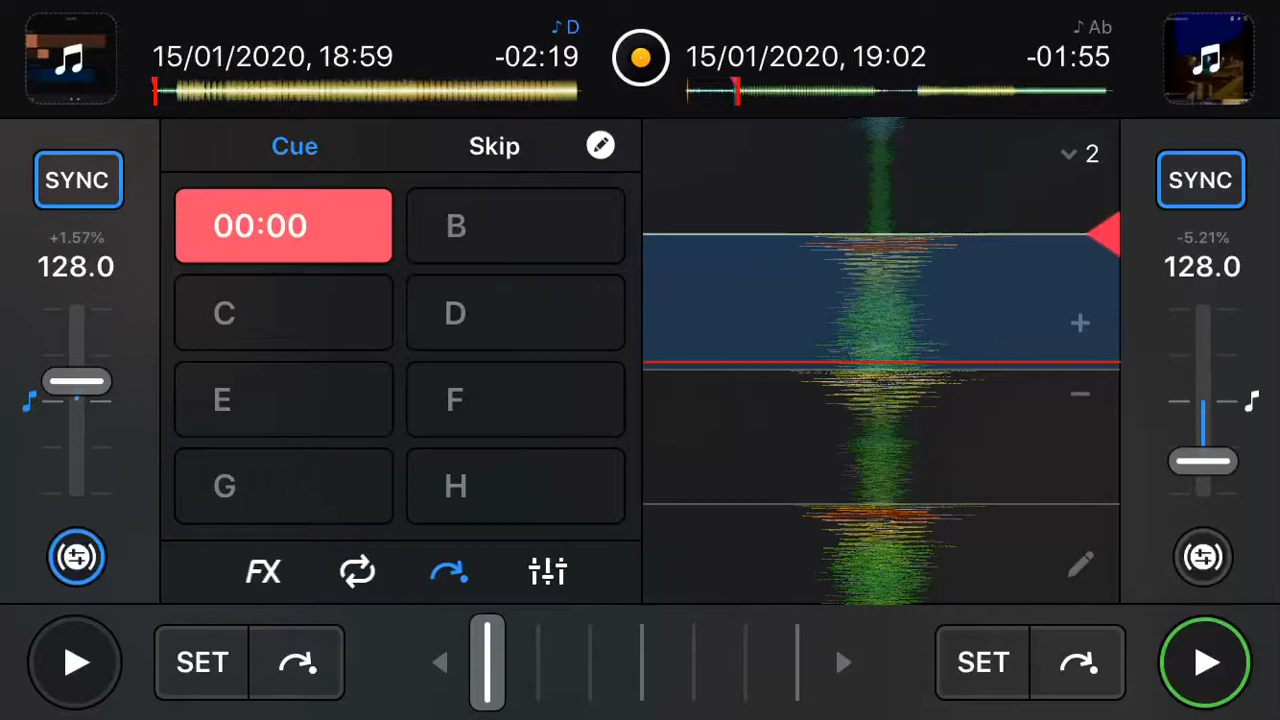 ♪ D
♪ Ab
15/01/2020, 18:59
-02:19
15/01/2020, 19:02
-01:55
SYNC
Cue
Skip
2
SYNC
+1.57%
128.0
00:00
B
-5.21%
128.0
C
D
E
F
G
H
FX
SET
SET